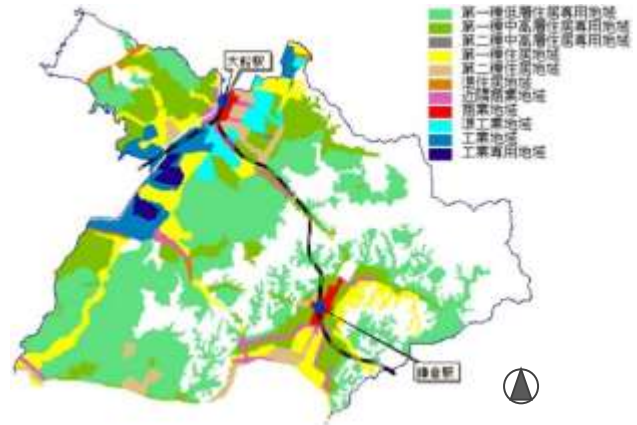 第一種低層住居専用地域
第一種中高層住居専用地域
第二種中高層住居専用地域
第一種住居地域
第二種住居地域
準住居地域
近隣商業地域
商業地域
準工業地域
工業地域
工業専用地域
大船駅
鎌倉駅